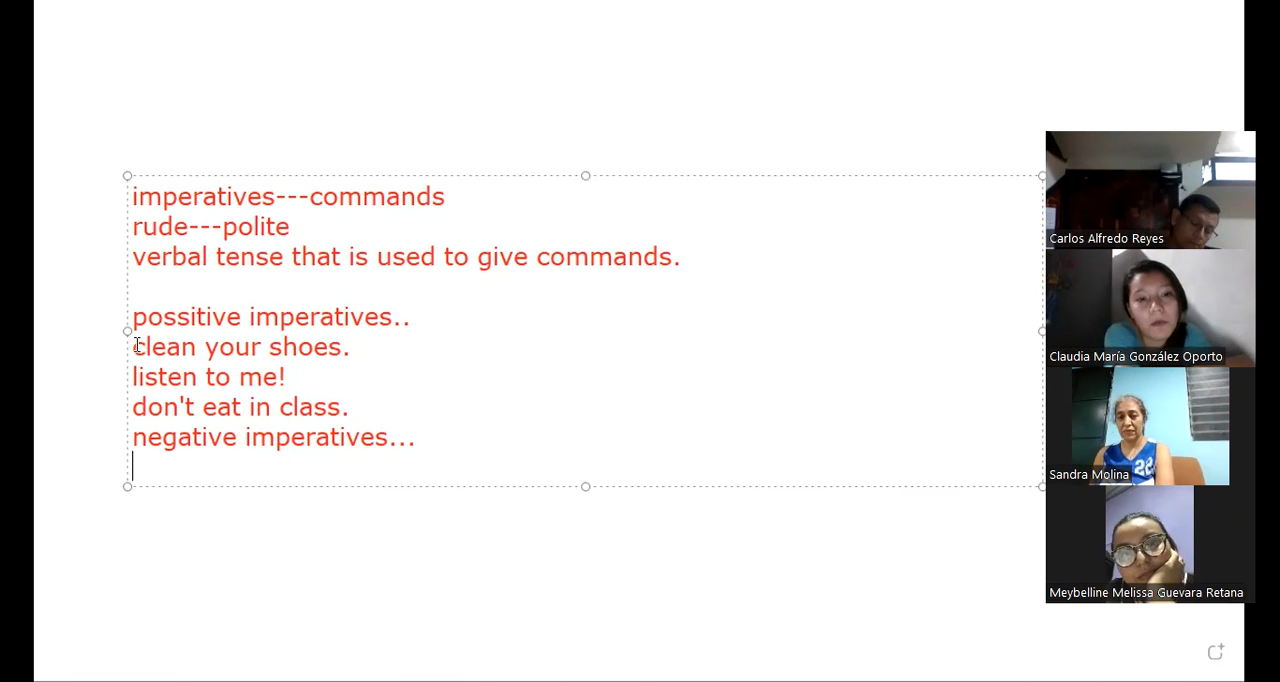 imperatives---commands
rude---polite
verbal tense that is used to give commands.
possitive imperatives..
clean your shoes.
listen to me!
don't eat in class.
negative imperatives...
Carlos Alfredo Reyes
Claudia María González Oporto
Sandra Molina
Meybelline Melissa Guevara Retana